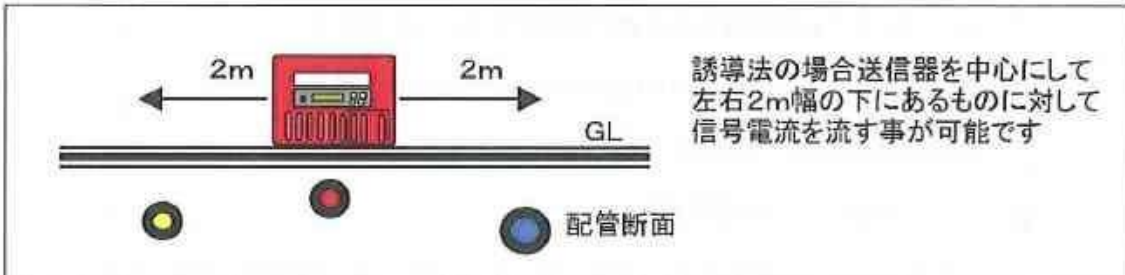 2m
2m
誘導法の場合送信器を中心にして
左右2m幅の下にあるものに対して
信号電流を流す事が可能です
GL
配管断面